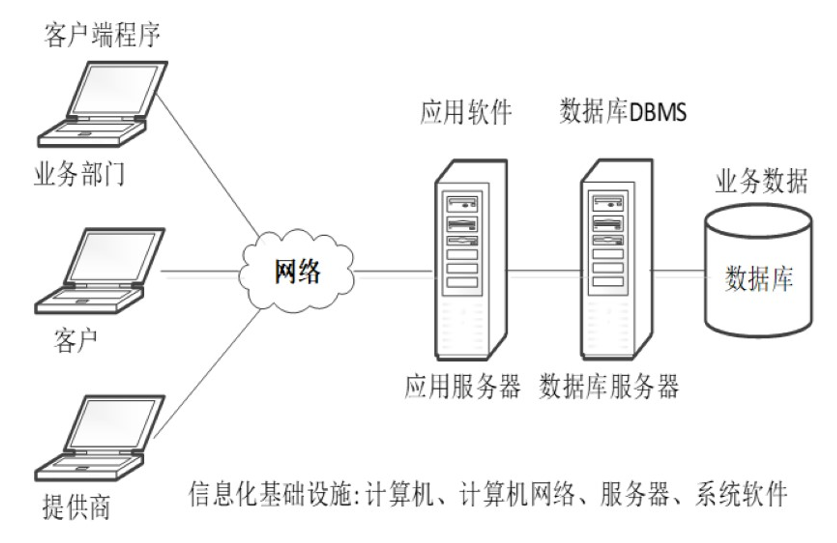 客户端程序
业务部门
客户
提供商
网络
应用软件
应用服务器
数据库DBMS
数据库服务器
业务数据
数据库
信息化基础设施:计算机、计算机网络、服务器、系统软件